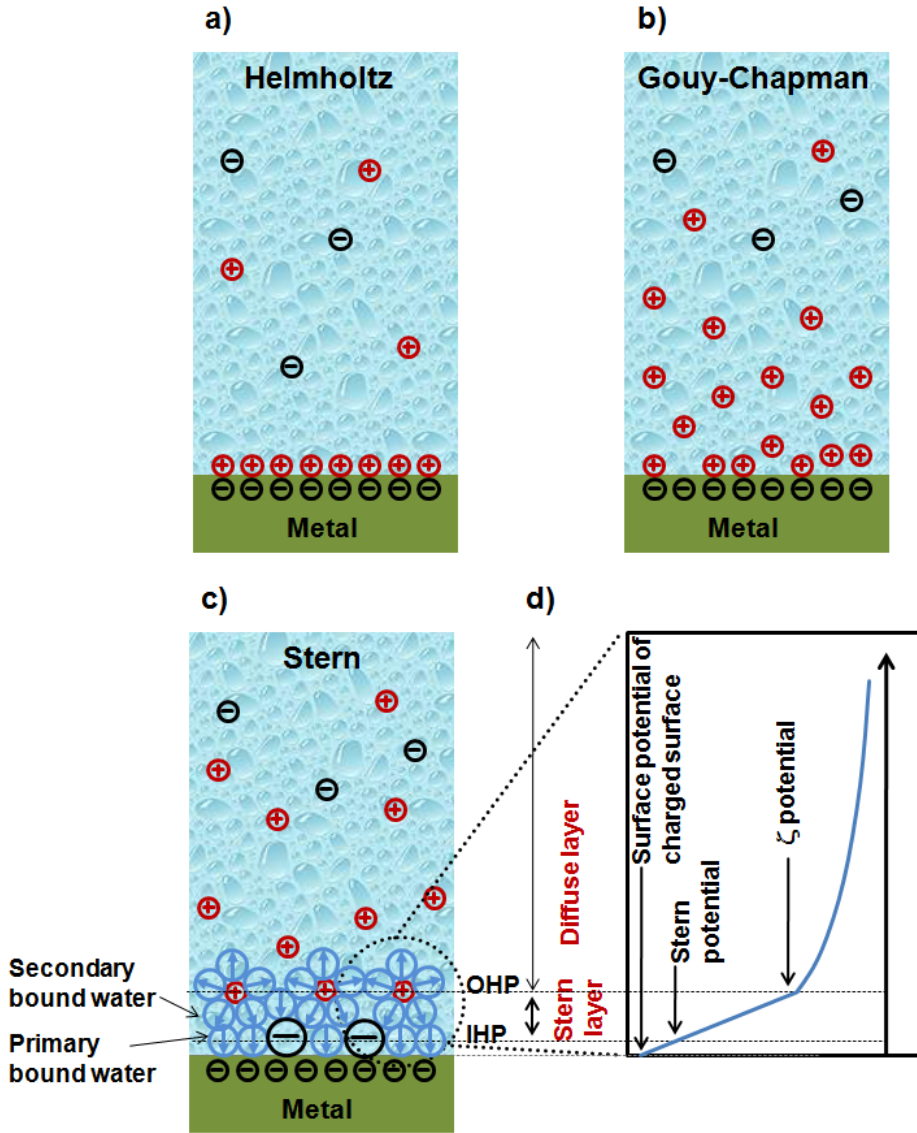 a)
Helmholtz
Metal
b)
Gouy-Chapman
Metal
c)
Stern
Secondary
bound water
Primary
bound water
Metal
OHP
IHP
Diffuse layer
Stern
layer
d)
Surface potential of
charged surface
Stern
potential
ζ potential